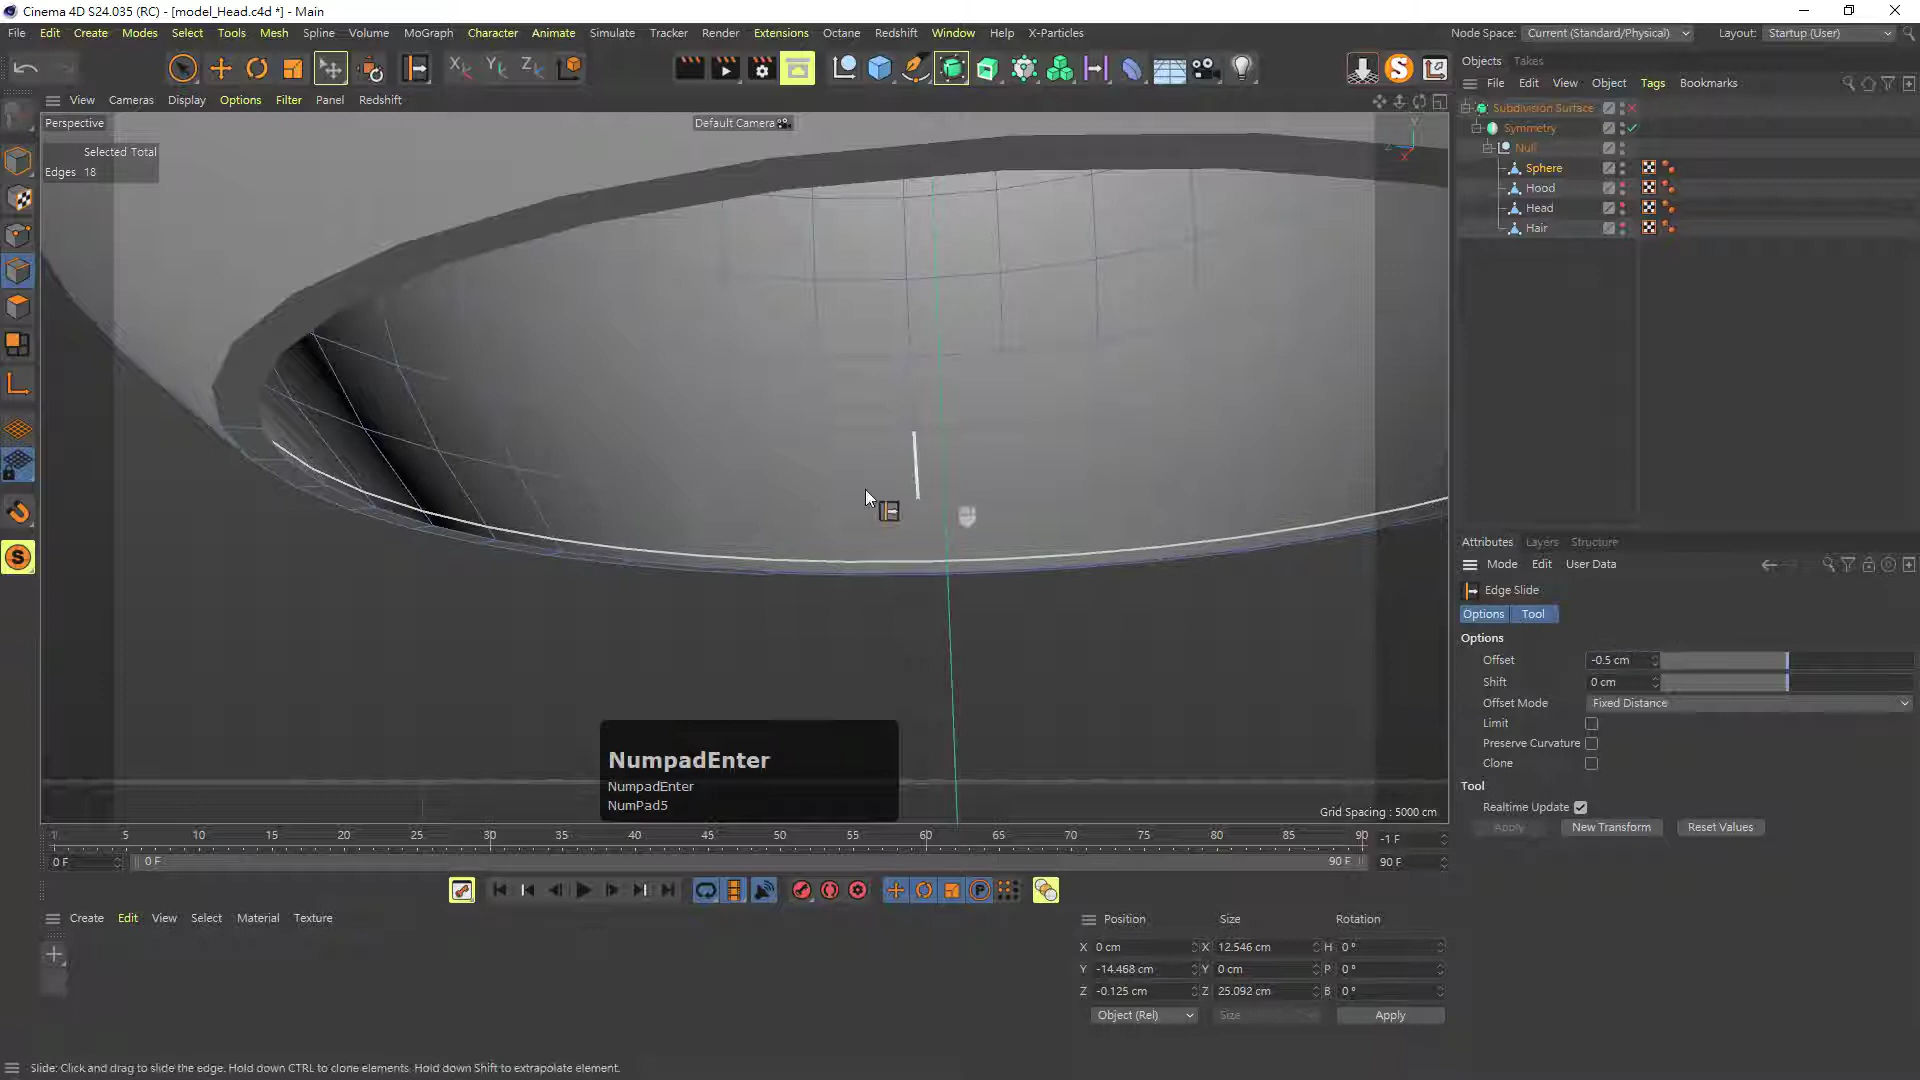 Cinema 4D S24.035 (RC) - [model_Head.c4d *] - Main
File Edit Create Modes Select Tools Mesh Spline Volume MoGraph Character Animate Simulate Tracker Render Extensions Octane Redshift Window Help X-Particles Node Space: Current (Standard/Physical) Layout: Startup (User)
Objects Takes
File Edit View Object Tags Bookmarks
View Cameras Display Options Filter Panel Redshift
Perspective Default Camera
Selected Total
Edges 18
Subdivision Surface
Symmetry
Null
Sphere
Hood
Head
Hair
Attributes Layers Structure
Mode Edit User Data
Edge Slide
Options Tool
Options
Offset -0.5 cm
Shift 0 cm
Offset Mode Fixed Distance
Limit
Preserve Curvature
Clone
Tool
Realtime Update
Apply New Transform Reset Values
NumpadEnter
NumpadEnter
NumPad5
Grid Spacing : 5000 cm
5 10 15 20 25 30 35 40 45 50 55 60 65 70 75 80 85 90 -1 F
0 F 0 F 90 F 90 F
Create Edit View Select Material Texture
Position Size Rotation
X 0 cm X 12.546 cm H 0 °
Y -14.468 cm Y 0 cm P 0 °
Z -0.125 cm Z 25.092 cm B 0 °
Object (Rel) Size Apply
Slide: Click and drag to slide the edge. Hold down CTRL to clone elements. Hold down Shift to extrapolate element.